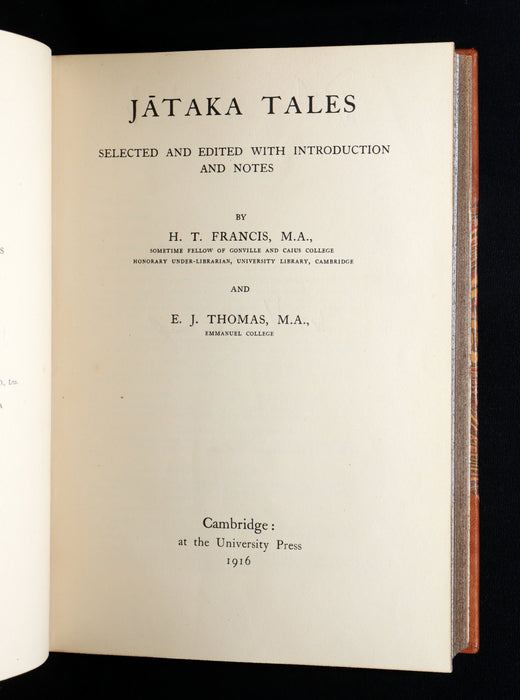 S
), Ltd.
A
JĀTAKA TALES
SELECTED AND EDITED WITH INTRODUCTION
AND NOTES
BY
H. T. FRANCIS, M.A.,
SOMETIME FELLOW OF GONVILLE AND CAIUS COLLEGE
HONORARY UNDER-LIBRARIAN, UNIVERSITY LIBRARY, CAMBRIDGE
AND
E. J. THOMAS, M.A.,
EMMANUEL COLLEGE
Cambridge:
at the University Press
1916